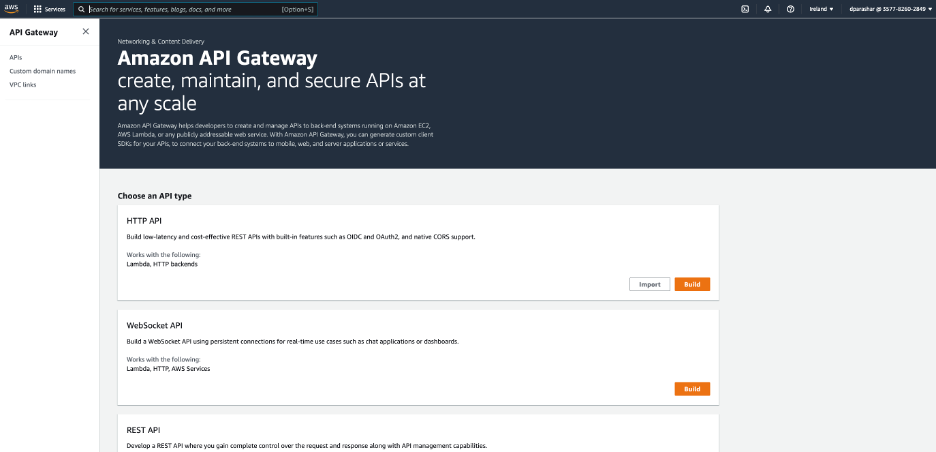 aws
Services
Search for services, features, blogs, docs, and more
[Option+S]
Ireland
dparashar @ 3577-8260-2849
API Gateway
APIs
Custom domain names
VPC links
Networking & Content Delivery
Amazon API Gateway
create, maintain, and secure APIs at
any scale
Amazon API Gateway helps developers to create and manage APIs to back-end systems running on Amazon EC2,
AWS Lambda, or any publicly addressable web service. With Amazon API Gateway, you can generate custom client
SDKs for your APIs, to connect your back-end systems to mobile, web, and server applications or services.
Choose an API type
HTTP API
Build low-latency and cost-effective REST APIs with built-in features such as OIDC and OAuth2, and native CORS support.
Works with the following:
Lambda, HTTP backends
Import
Build
WebSocket API
Build a WebSocket API using persistent connections for real-time use cases such as chat applications or dashboards.
Works with the following:
Lambda, HTTP, AWS Services
Build
REST API
Develop a REST API where you gain complete control over the request and response along with API management capabilities.